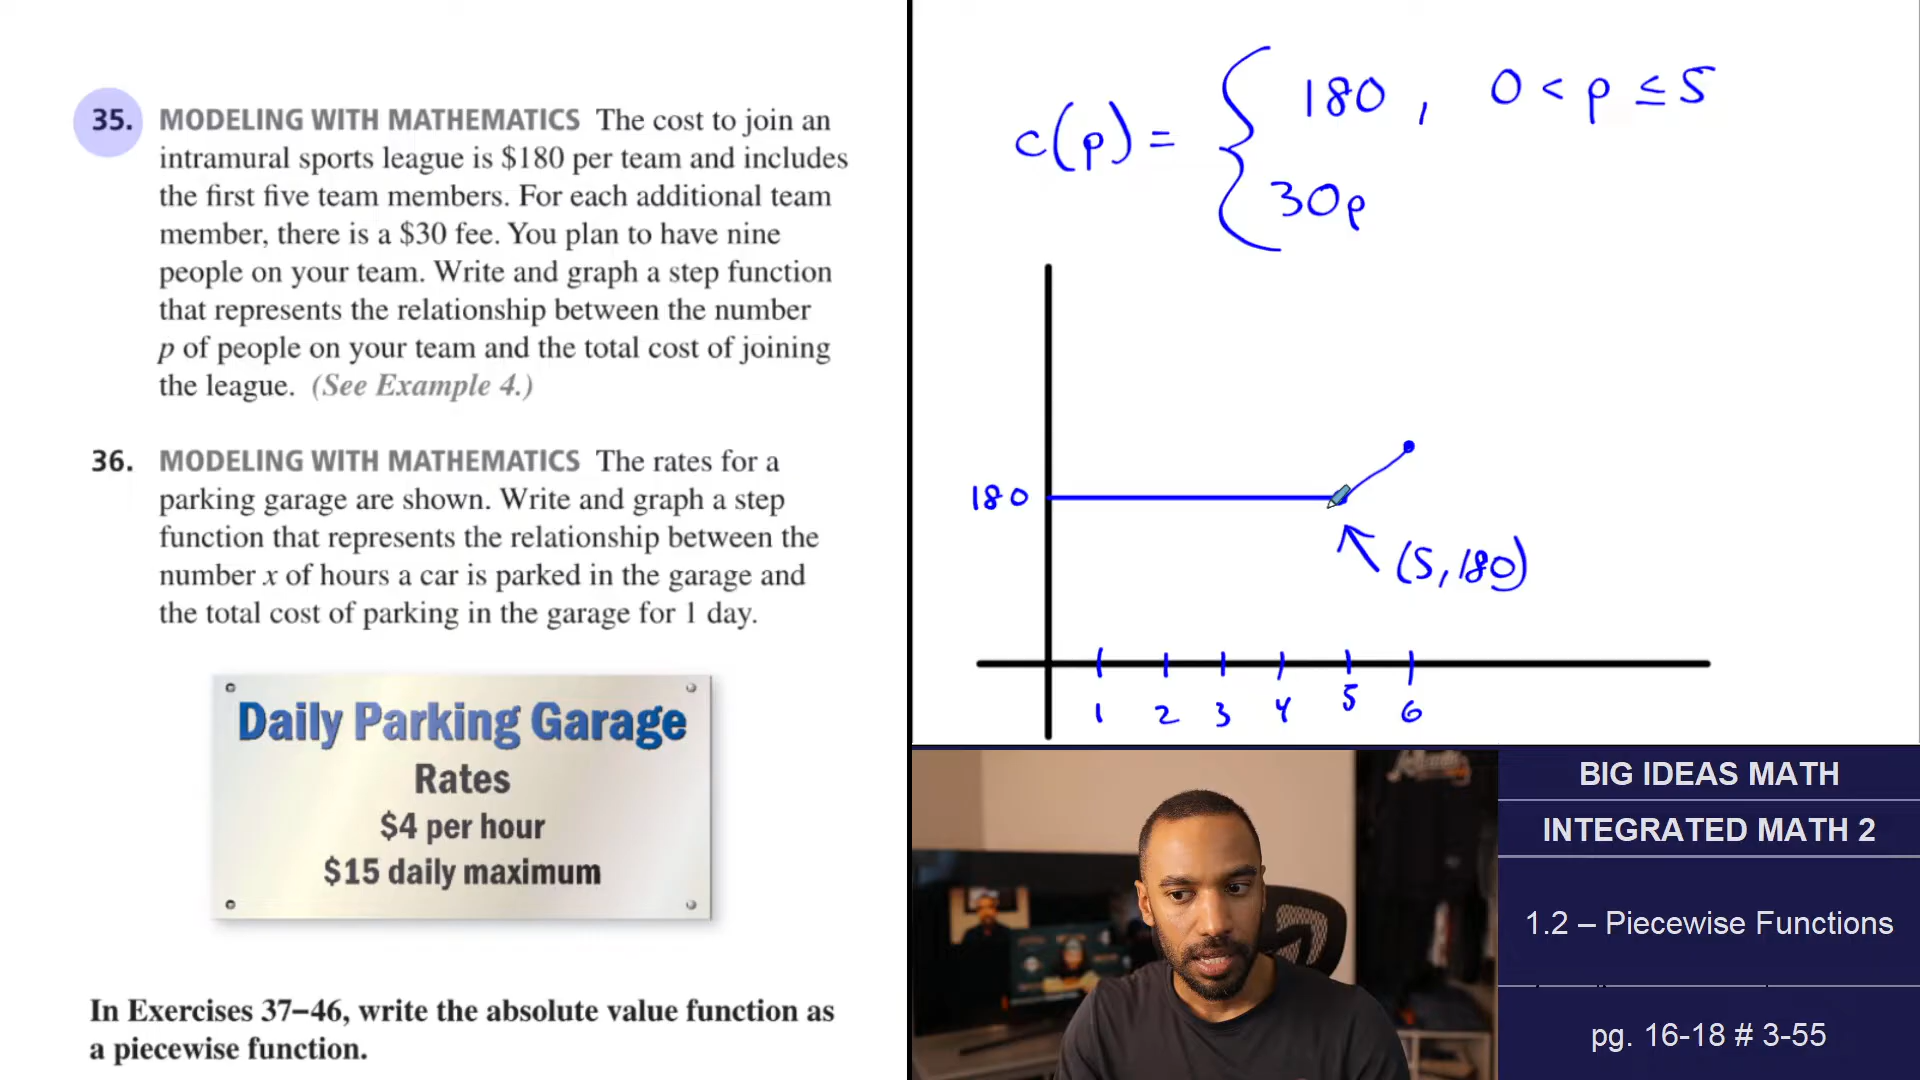 35. MODELING WITH MATHEMATICS The cost to join an
intramural sports league is $180 per team and includes
the first five team members. For each additional team
member, there is a $30 fee. You plan to have nine
people on your team. Write and graph a step function
that represents the relationship between the number
p of people on your team and the total cost of joining
the league. (See Example 4.)
36. MODELING WITH MATHEMATICS The rates for a
parking garage are shown. Write and graph a step
function that represents the relationship between the
number x of hours a car is parked in the garage and
the total cost of parking in the garage for 1 day.
Daily Parking Garage
Rates
$4 per hour
$15 daily maximum
In Exercises 37–46, write the absolute value function as
a piecewise function.
c(p) = { 180, 0 < p ≤ 5
30p
180
(5, 180)
1 2 3 4 5 6
BIG IDEAS MATH
INTEGRATED MATH 2
1.2 – Piecewise Functions
pg. 16-18 # 3-55